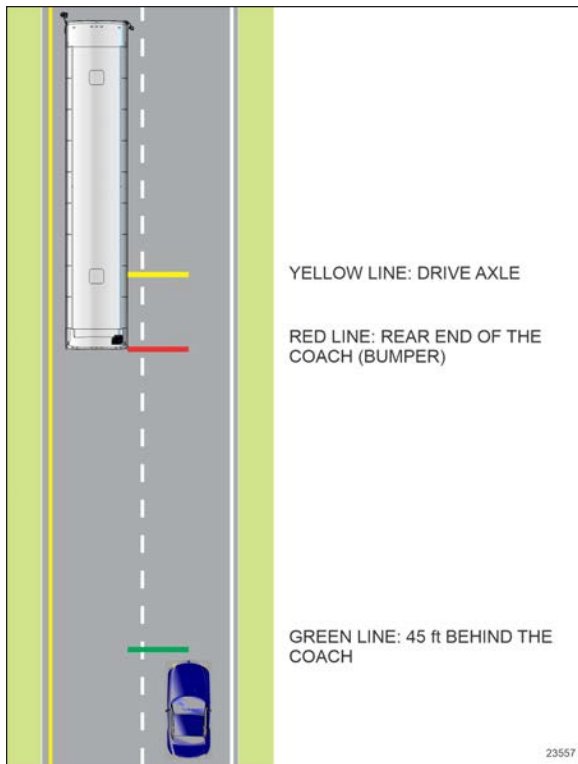 YELLOW LINE: DRIVE AXLE
RED LINE: REAR END OF THE
COACH (BUMPER)
GREEN LINE: 45 ft BEHIND THE
COACH
23557